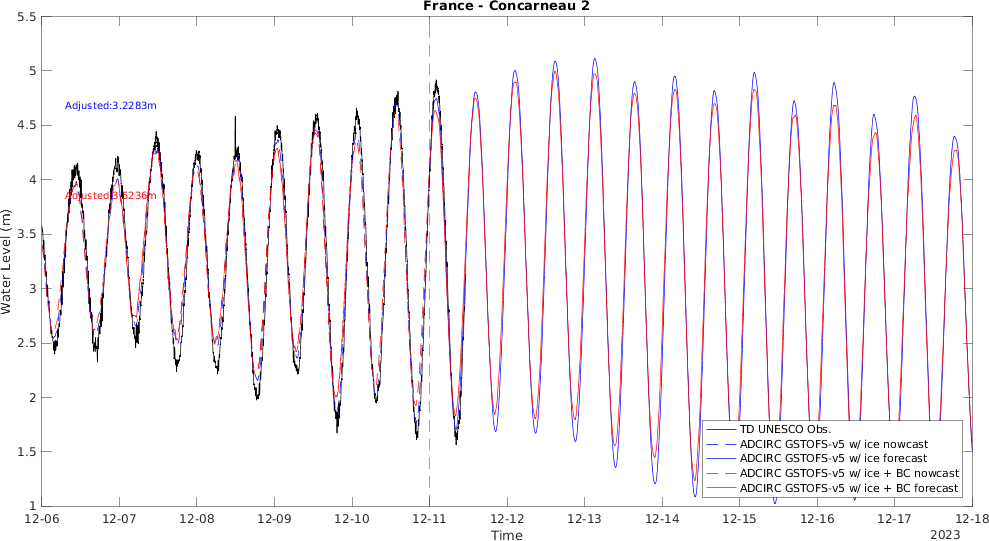 France - Concarneau 2
5.5
5
4.5
4
3.5
3
2.5
2
1.5
1
Water Level (m)
Adjusted:3.2283m
Adjusted:3.6236m
TD UNESCO Obs.
ADCIRC GSTOFS-v5 w/ ice nowcast
ADCIRC GSTOFS-v5 w/ ice forecast
ADCIRC GSTOFS-v5 w/ ice + BC nowcast
ADCIRC GSTOFS-v5 w/ ice + BC forecast
12-06 12-07 12-08 12-09 12-10 12-11 12-12 12-13 12-14 12-15 12-16 12-17 12-18
Time
2023